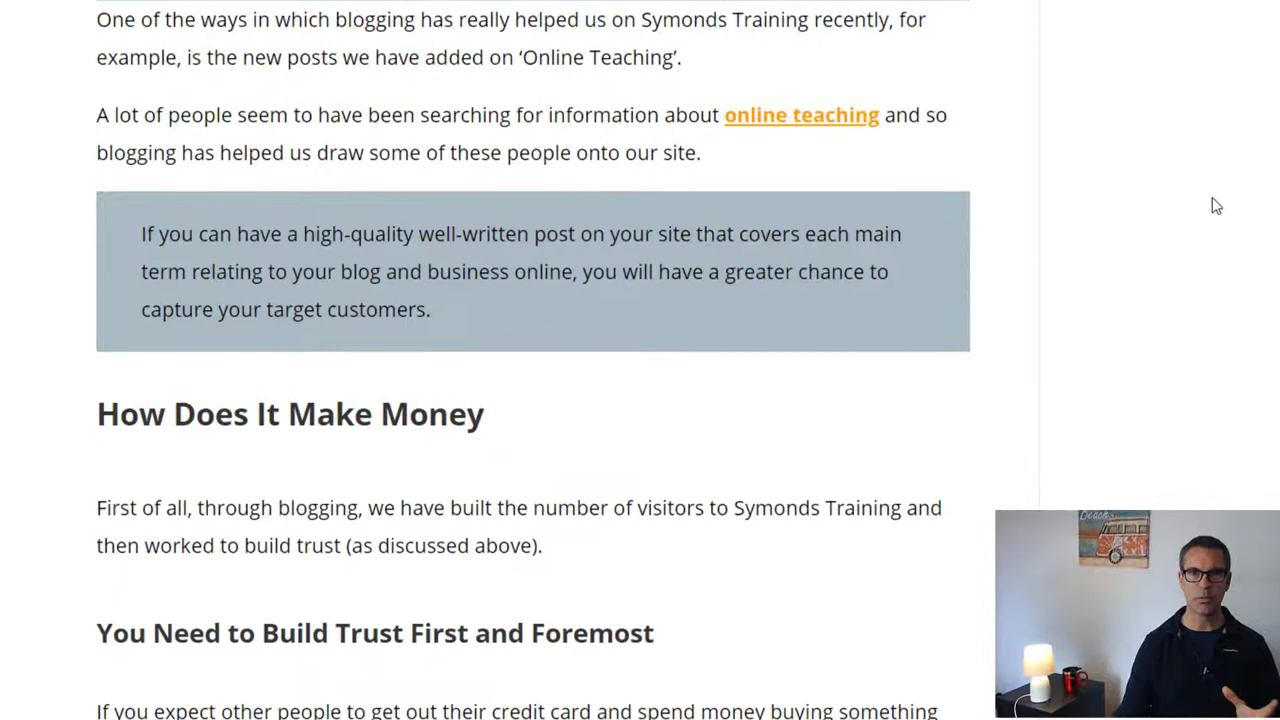 One of the ways in which blogging has really helped us on Symonds Training recently, for
example, is the new posts we have added on ‘Online Teaching’.
A lot of people seem to have been searching for information about online teaching and so
blogging has helped us draw some of these people onto our site.
If you can have a high-quality well-written post on your site that covers each main
term relating to your blog and business online, you will have a greater chance to
capture your target customers.
How Does It Make Money
First of all, through blogging, we have built the number of visitors to Symonds Training and
then worked to build trust (as discussed above).
You Need to Build Trust First and Foremost
If you expect other people to get out their credit card and spend money buying something
Beach